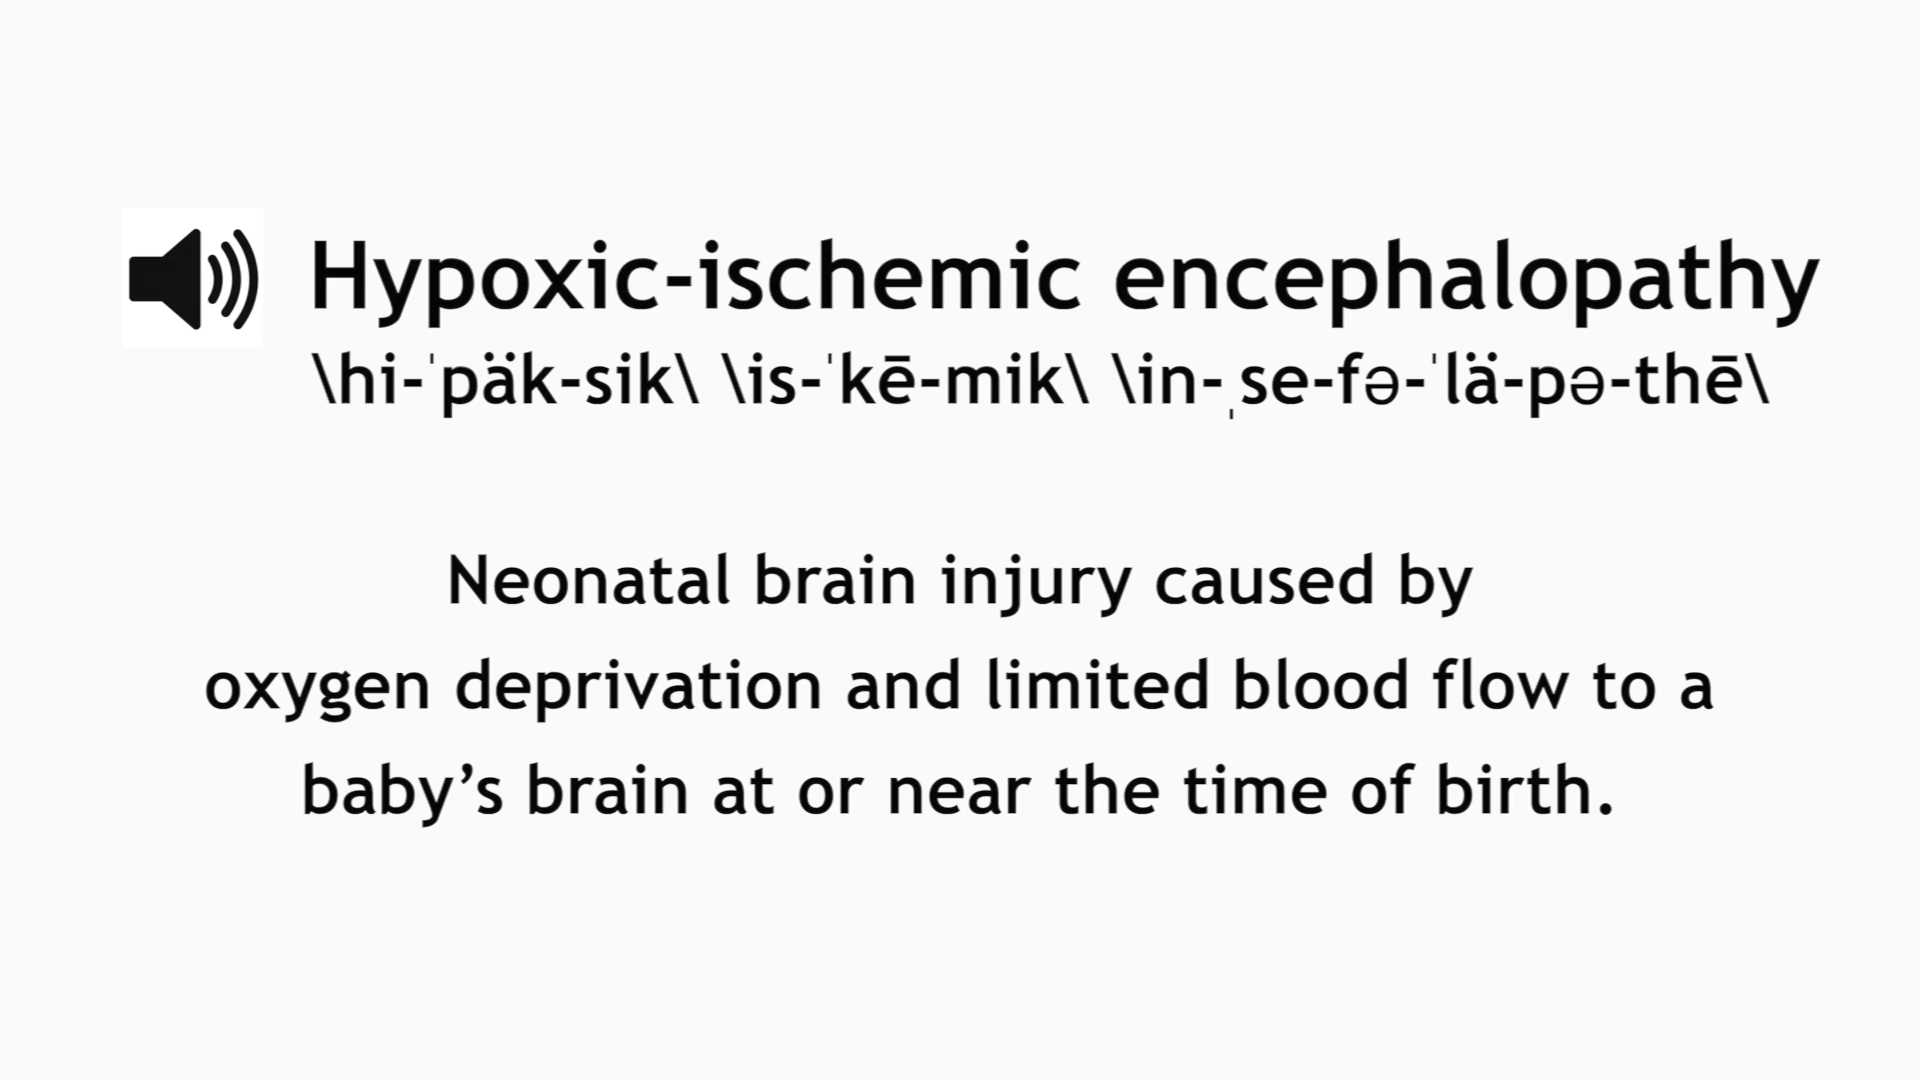 Hypoxic-ischemic encephalopathy
\hi-ˈpäk-sik\ \is-ˈkē-mik\ \in-ˌse-fə-ˈlä-pə-thē\
Neonatal brain injury caused by
oxygen deprivation and limited blood flow to a
baby’s brain at or near the time of birth.